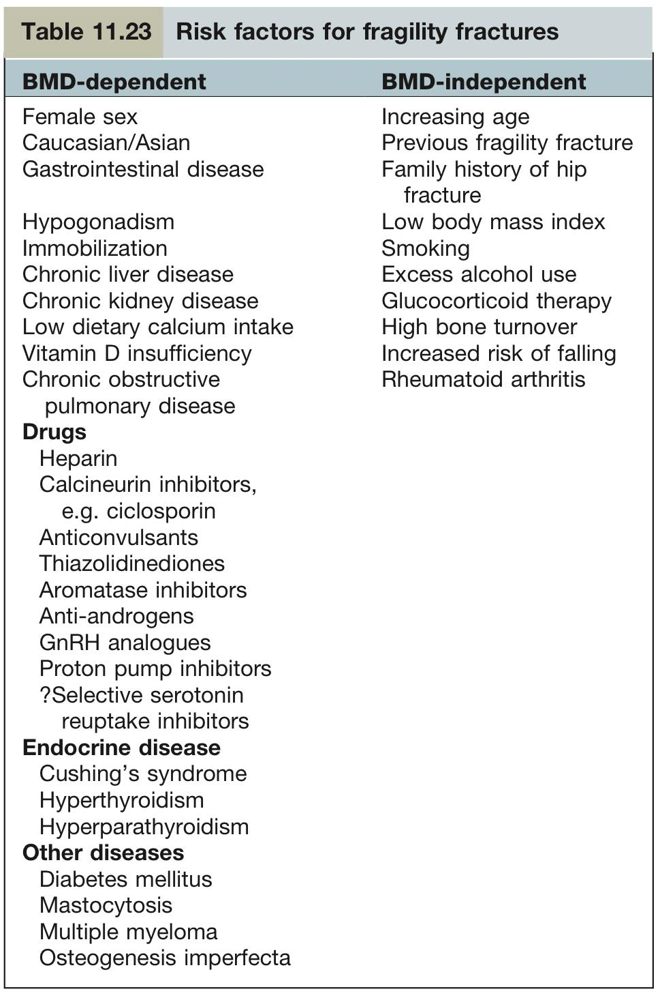 Table 11.23 Risk factors for fragility fractures
BMD-dependent
Female sex
Caucasian/Asian
Gastrointestinal disease
Hypogonadism
Immobilization
Chronic liver disease
Chronic kidney disease
Low dietary calcium intake
Vitamin D insufficiency
Chronic obstructive
pulmonary disease
Drugs
Heparin
Calcineurin inhibitors,
e.g. ciclosporin
Anticonvulsants
Thiazolidinediones
Aromatase inhibitors
Anti-androgens
GnRH analogues
Proton pump inhibitors
?Selective serotonin
reuptake inhibitors
Endocrine disease
Cushing's syndrome
Hyperthyroidism
Hyperparathyroidism
Other diseases
Diabetes mellitus
Mastocytosis
Multiple myeloma
Osteogenesis imperfecta
BMD-independent
Increasing age
Previous fragility fracture
Family history of hip
fracture
Low body mass index
Smoking
Excess alcohol use
Glucocorticoid therapy
High bone turnover
Increased risk of falling
Rheumatoid arthritis